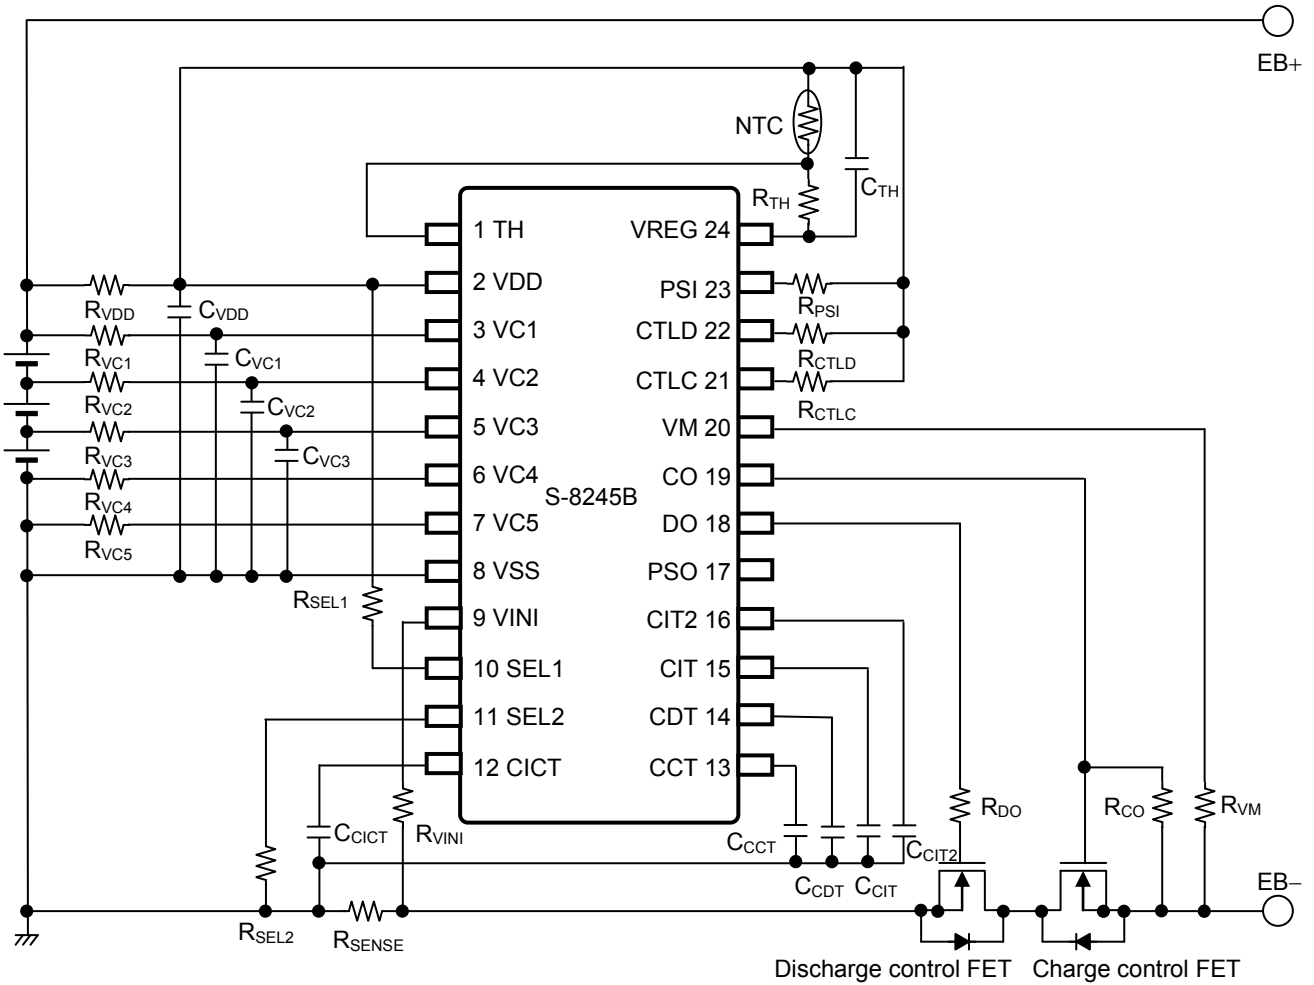 EB+
NTC
RTH
CTH
1 TH
VREG 24
2 VDD
PSI 23
RVDD
CVDD
RPSI
3 VC1
CTLD 22
RVC1
CVC1
RCTLD
4 VC2
CTLC 21
RVC2
CVC2
RCTLC
5 VC3
VM 20
RVC3
CVC3
6 VC4
CO 19
S-8245B
RVC4
7 VC5
DO 18
RVC5
8 VSS
PSO 17
RSEL1
9 VINI
CIT2 16
10 SEL1
CIT 15
11 SEL2
CDT 14
12 CICT
CCT 13
RDO
RCO
RVM
CCICT
RVINI
CCCT
CCIT2
CCDT
CCIT
EB−
RSEL2
RSENSE
Discharge control FET
Charge control FET